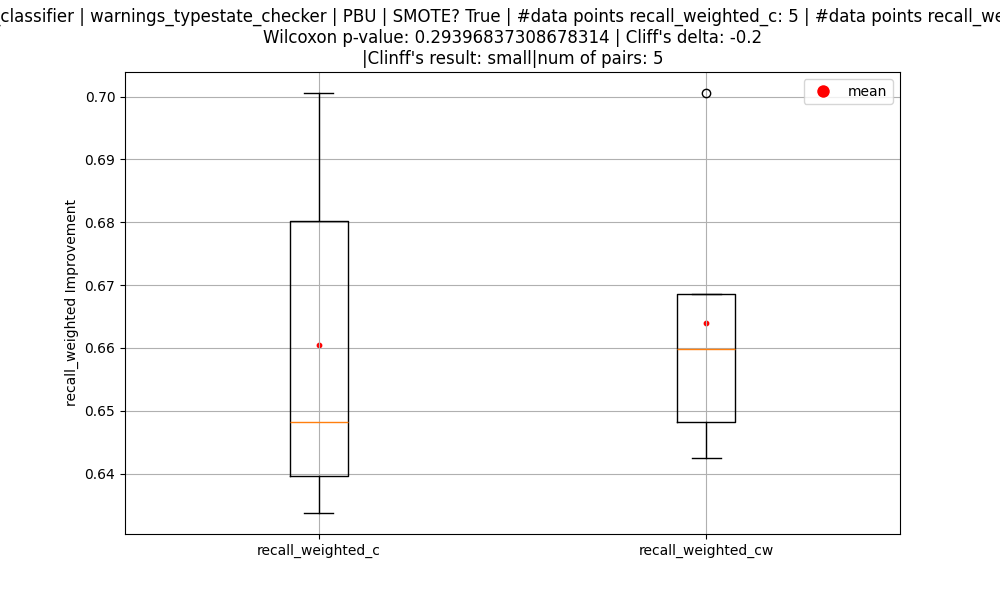 classifier | warnings_typestate_checker | PBU | SMOTE? True | #data points recall_weighted_c: 5 | #data points
Wilcoxon p-value: 0.29396837308678314 | Cliff's delta: -0.2
|Clinff's result: small|num of pairs: 5
mean
0.70
0.69
0.68
0.67
0.66
0.65
0.64
recall_weighted Improvement
recall_weighted_c
recall_weighted_cw